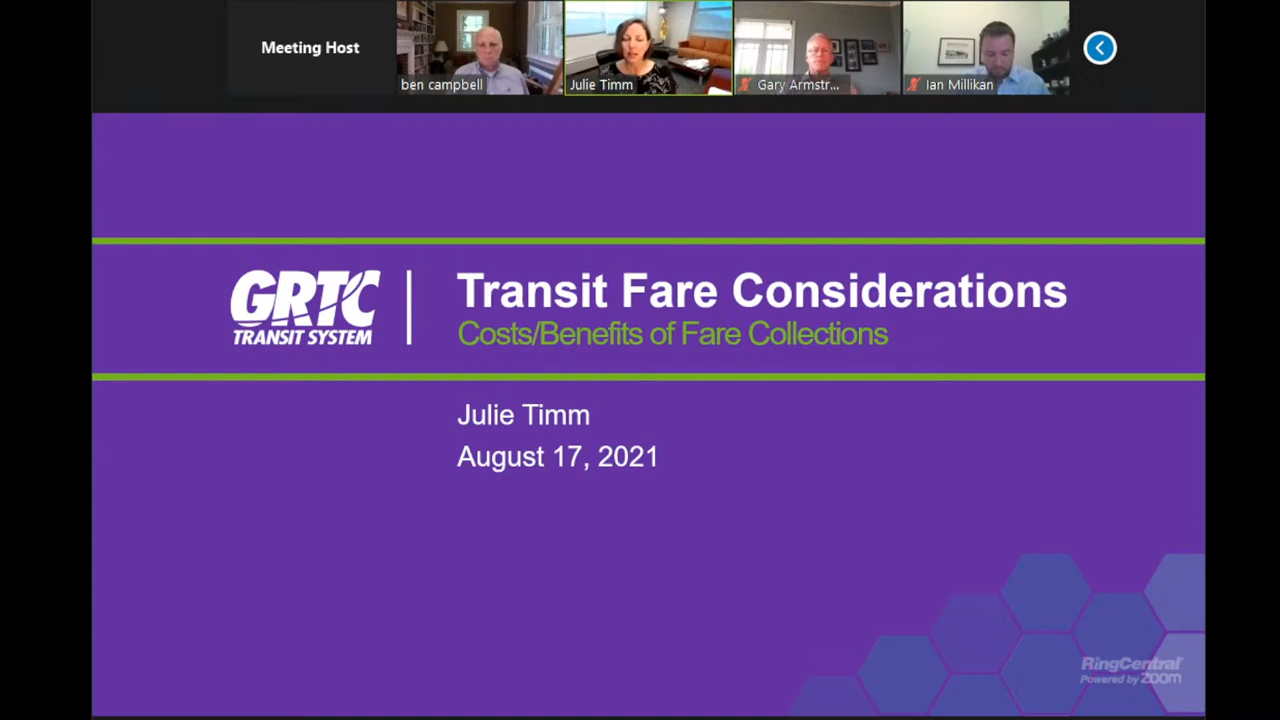 Meeting Host
ben campbell
Julie Timm
Gary Armstr...
Ian Millikan
GRTC
TRANSIT SYSTEM
Transit Fare Considerations
Costs/Benefits of Fare Collections
Julie Timm
August 17, 2021
RingCentral
Powered by zoom